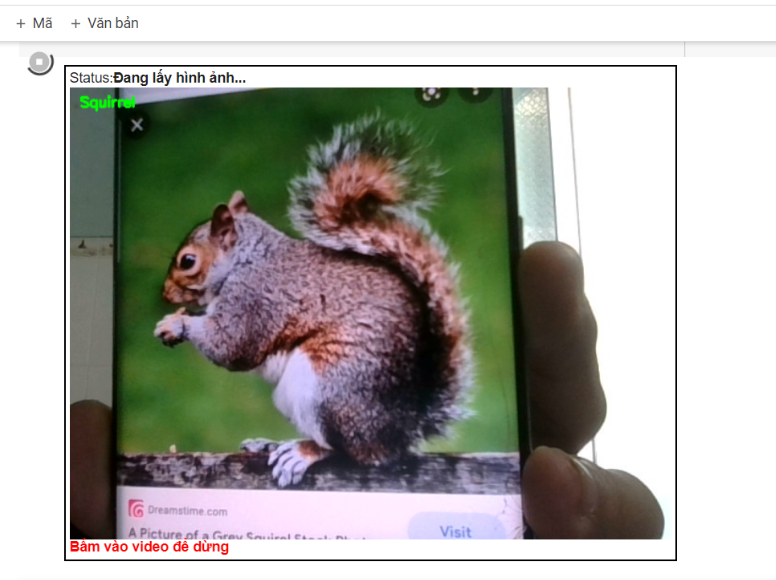 + Mã + Văn bản
Status:Đang lấy hình ảnh...
Squirrel
Dreamstime.com
A Picture of a Grey Squirrel Stock
Visit
Bấm vào video để dừng